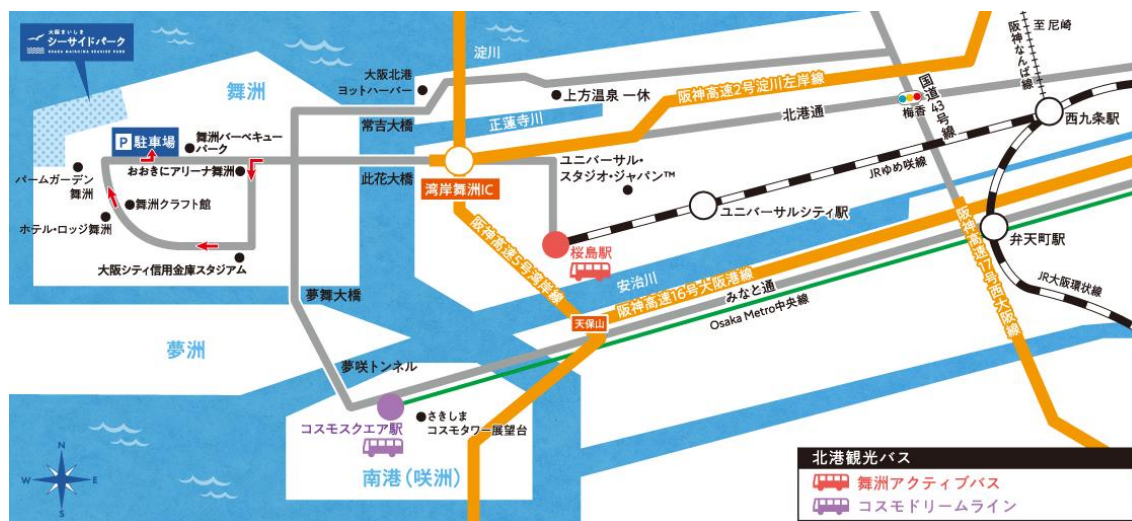 大阪まいしま
シーサイドパーク
OSAKA MAISHIMA SEASIDE PARK
舞洲
P 駐車場
舞洲バーベキュー
パーク
おおきにアリーナ舞洲
パームガーデン
舞洲
舞洲クラフト館
ホテル・ロッジ舞洲
大阪シティ信用金庫スタジアム
大阪北港
ヨットハーバー
常吉大橋
此花大橋
淀川
上方温泉 一休
正蓮寺川
阪神高速2号淀川左岸線
北港通
国道43号線
梅香
阪神なんば線
至尼崎
西九条駅
湾岸舞洲IC
ユニバーサル・
スタジオ・ジャパン™
JRゆめ咲線
ユニバーサルシティ駅
桜島駅
阪神高速5号湾岸線
安治川
阪神高速16号大阪港線
みなと通
Osaka Metro中央線
天保山
阪神高速17号西大阪線
弁天町駅
JR大阪環状線
夢舞大橋
夢洲
夢咲トンネル
コスモスクエア駅
さきしま
コスモタワー展望台
南港(咲洲)
N
W
E
S
北港観光バス
舞洲アクティブバス
コスモドリームライン